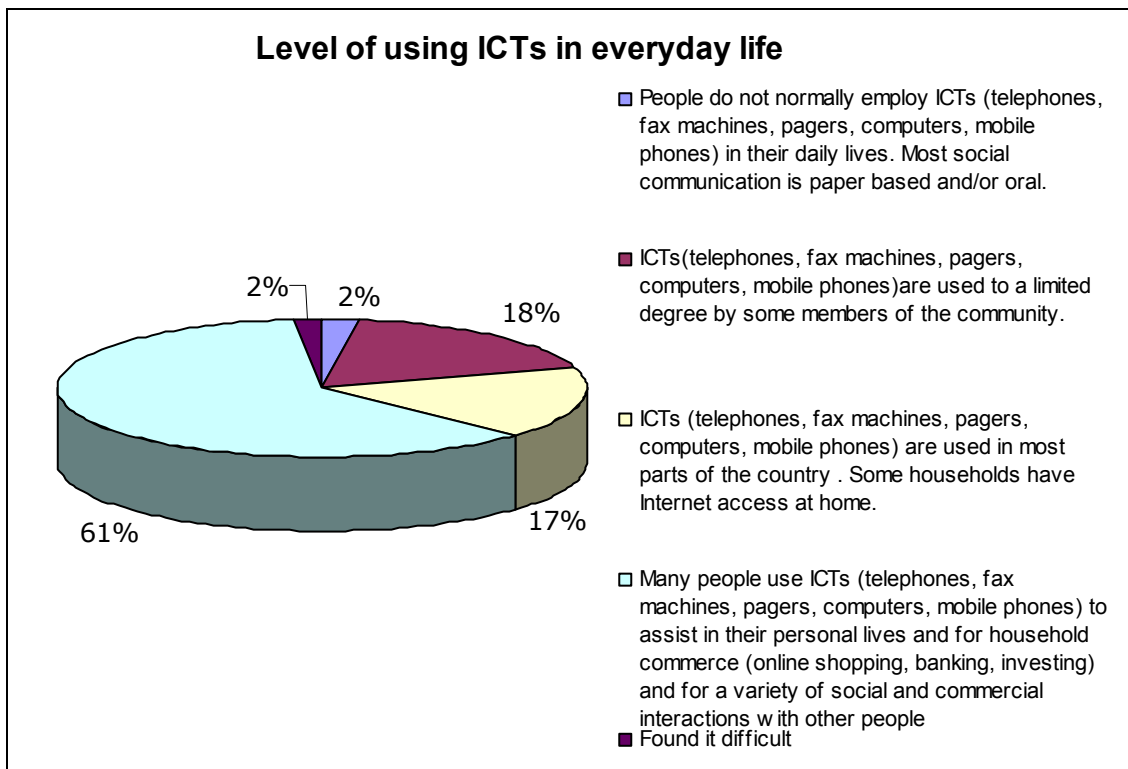 Level of using ICTs in everyday life
People do not normally employ ICTs (telephones,
fax machines, pagers, computers, mobile
phones) in their daily lives. Most social
communication is paper based and/or oral.
ICTs(telephones, fax machines, pagers,
computers, mobile phones)are used to a limited
degree by some members of the community.
ICTs (telephones, fax machines, pagers,
computers, mobile phones) are used in most
parts of the country . Some households have
Internet access at home.
Many people use ICTs (telephones, fax
machines, pagers, computers, mobile phones) to
assist in their personal lives and for household
commerce (online shopping, banking, investing)
and for a variety of social and commercial
interactions with other people
Found it difficult
2%
2%
18%
17%
61%